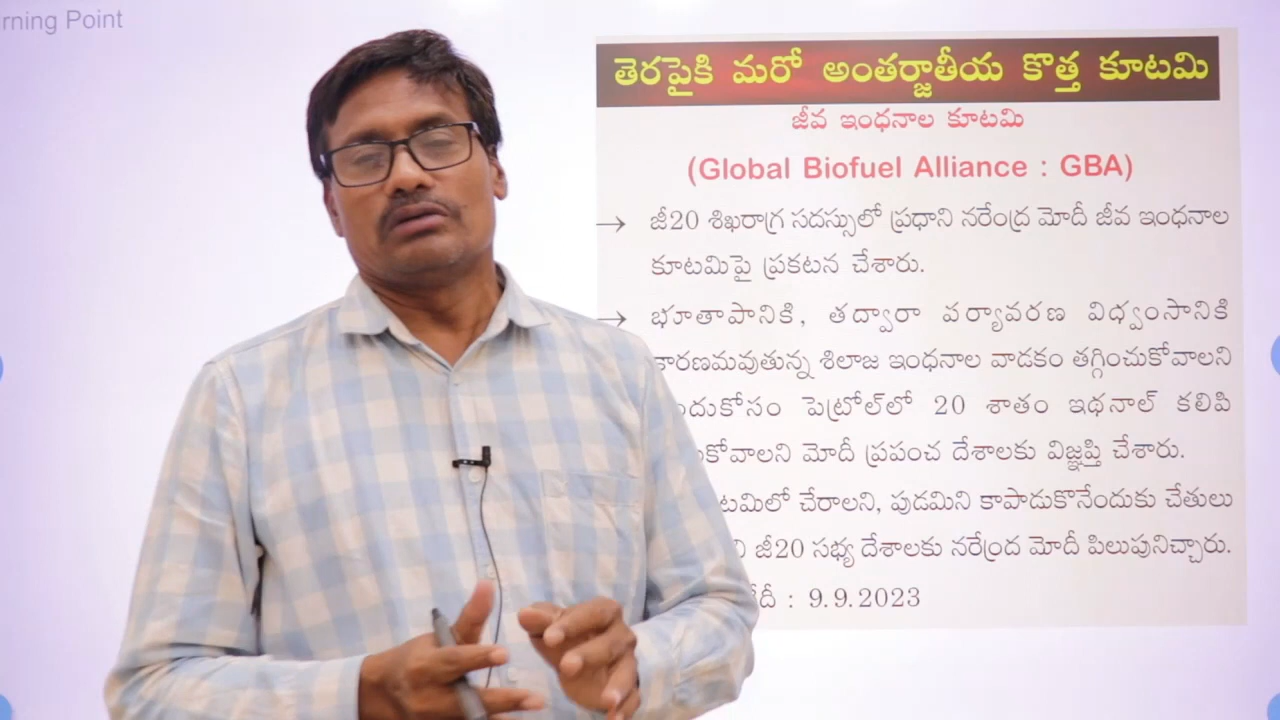 rning Point
తెరపైకి మరో అంతర్జాతీయ కొత్త కూటమి
జీవ ఇంధనాల కూటమి
(Global Biofuel Alliance : GBA)
→ జీ20 శిఖరాగ్ర సదస్సులో ప్రధాని నరేంద్ర మోదీ జీవ ఇంధనాల
కూటమిపై ప్రకటన చేశారు.
→ భూతాపానికి, తద్వారా పర్యావరణ విధ్వంసానికి
కారణమవుతున్న శిలాజ ఇంధనాల వాడకం తగ్గించుకోవాలని
పెట్రోల్‌లో 20 శాతం ఇథనాల్ కలిపి
మోదీ ప్రపంచ దేశాలకు విజ్ఞప్తి చేశారు.
చేరాలని, పుడమిని కాపాడుకొనేందుకు చేతులు
జీ20 సభ్య దేశాలకు నరేంద్ర మోదీ పిలుపునిచ్చారు.
: 9.9.2023